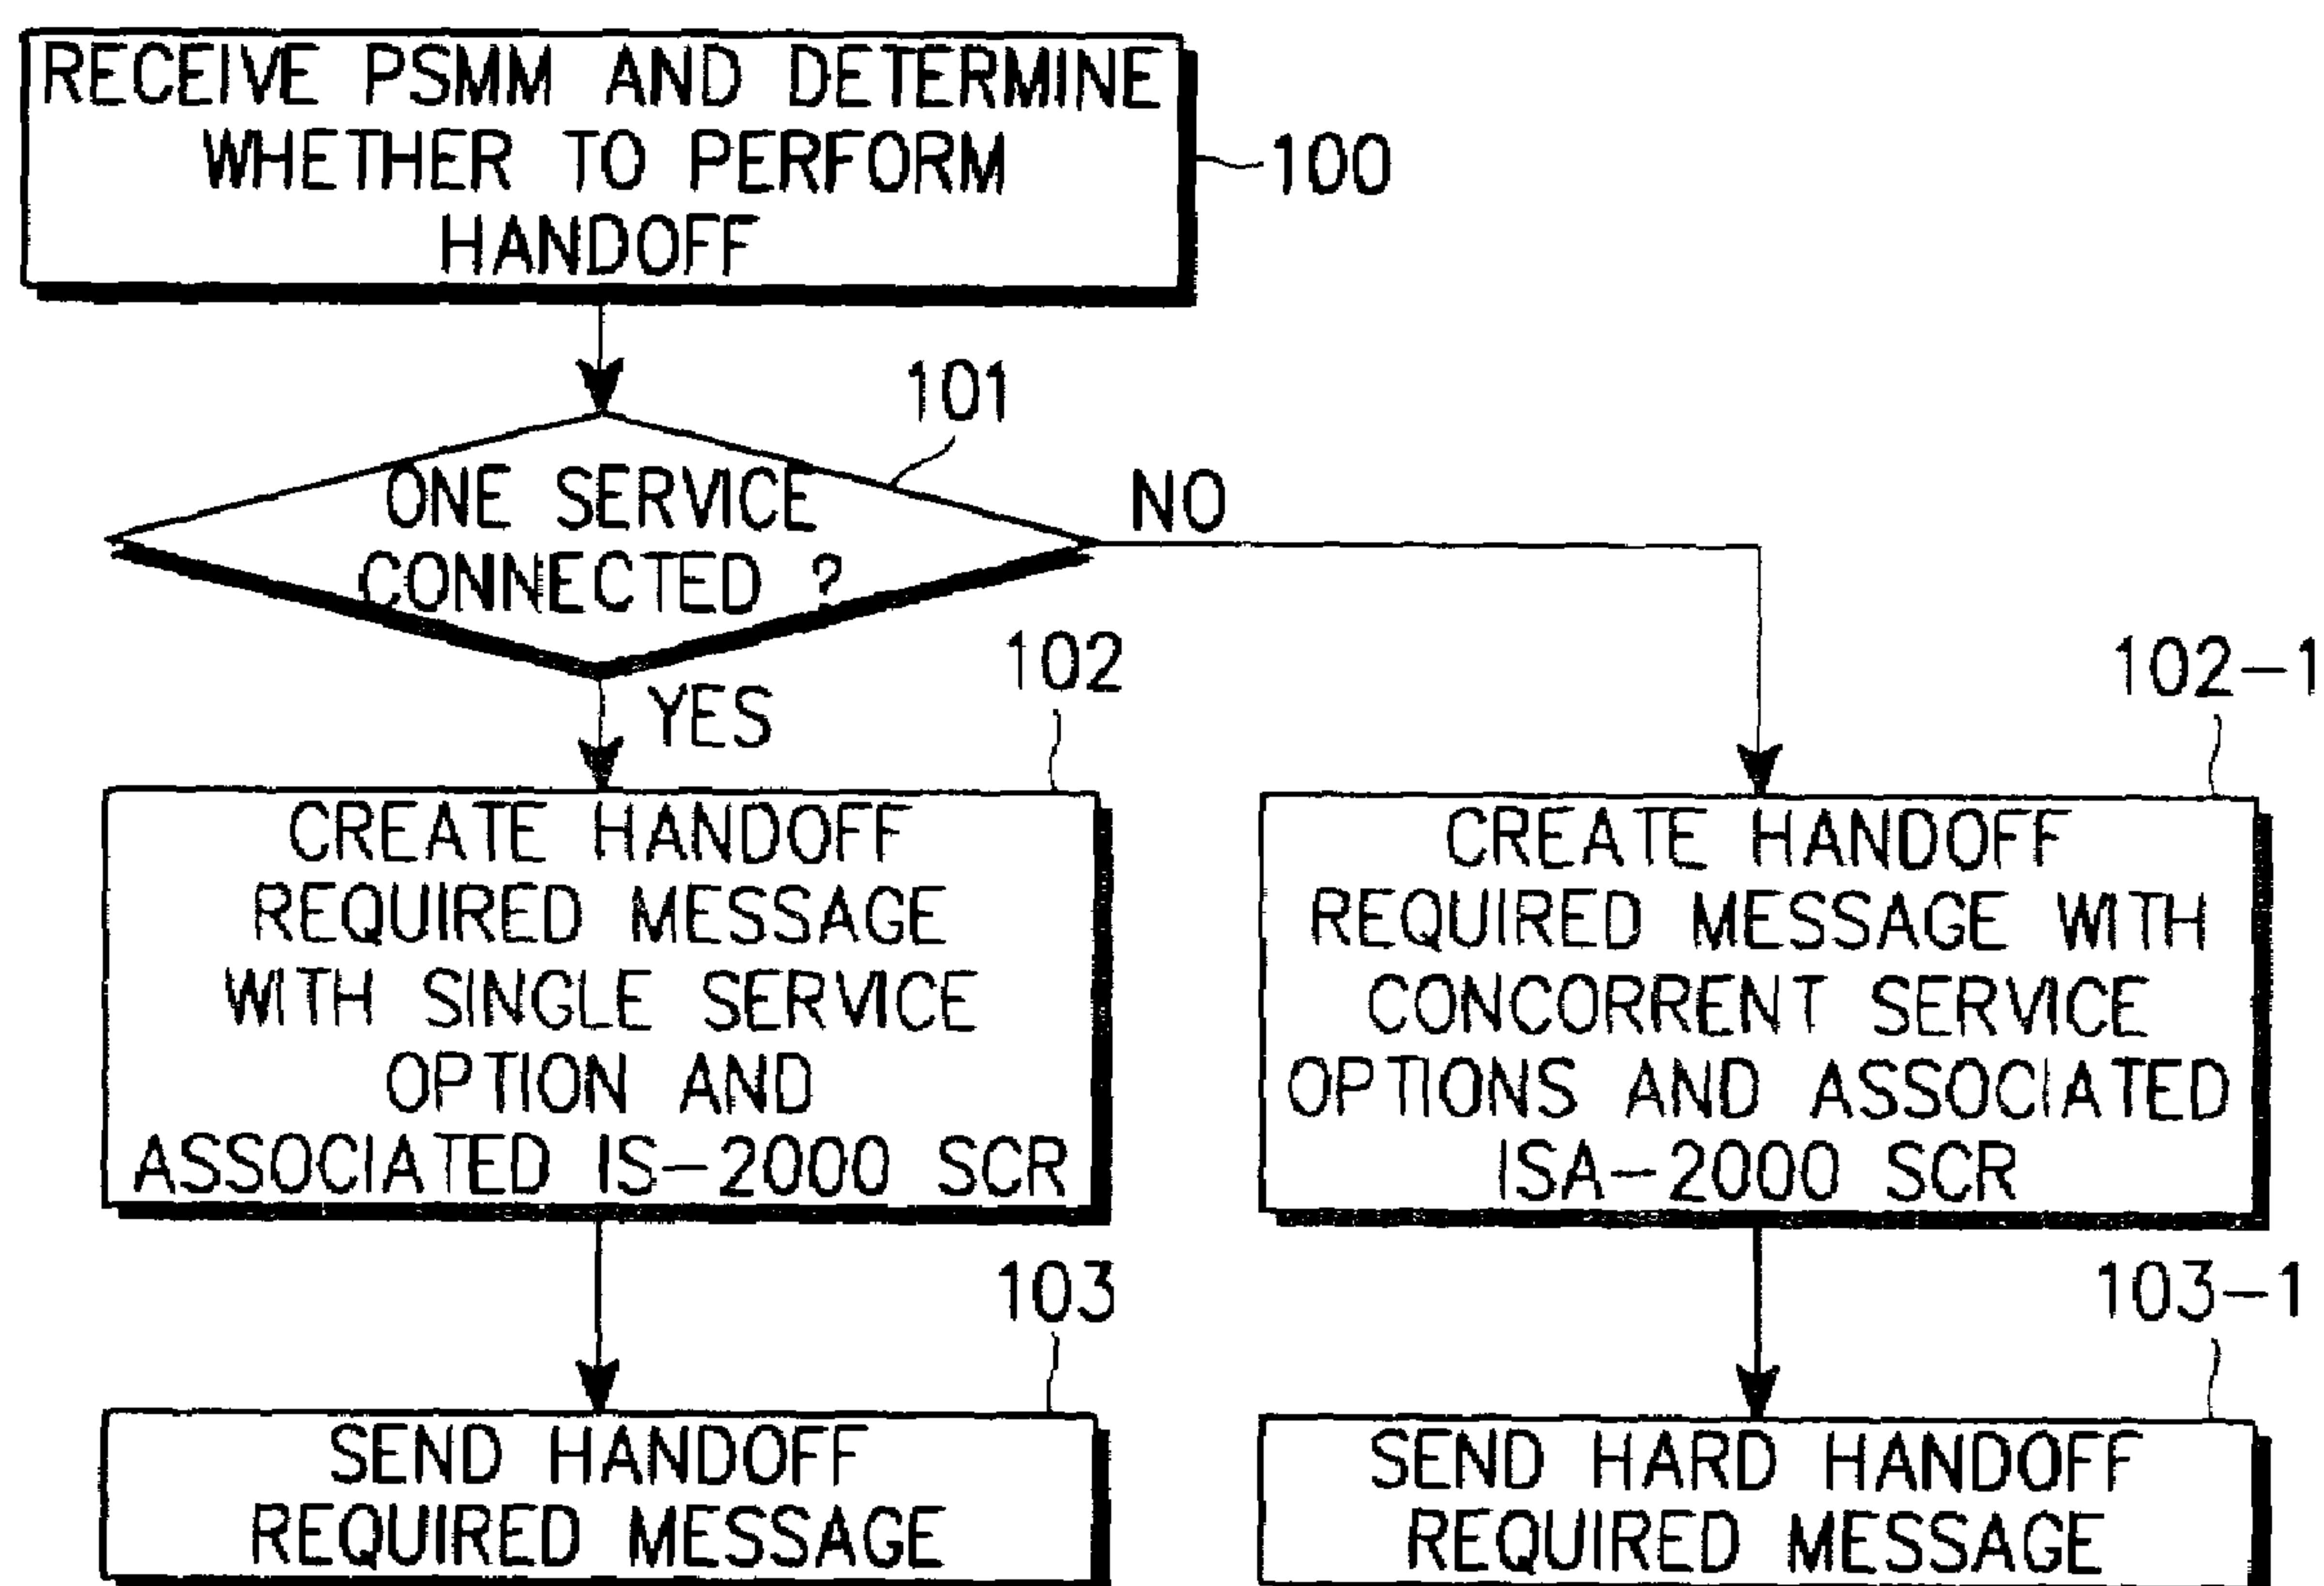 RECEIVE PSMM AND DETERMINE
WHETHER TO PERFORM
HANDOFF
100
101
ONE SERVICE
CONNECTED ?
NO
YES
102
CREATE HANDOFF
REQUIRED MESSAGE
WITH SINGLE SERVICE
OPTION AND
ASSOCIATED IS-2000 SCR
102-1
CREATE HANDOFF
REQUIRED MESSAGE WITH
CONCORRENT SERVICE
OPTIONS AND ASSOCIATED
ISA-2000 SCR
103
SEND HANDOFF
REQUIRED MESSAGE
103-1
SEND HARD HANDOFF
REQUIRED MESSAGE